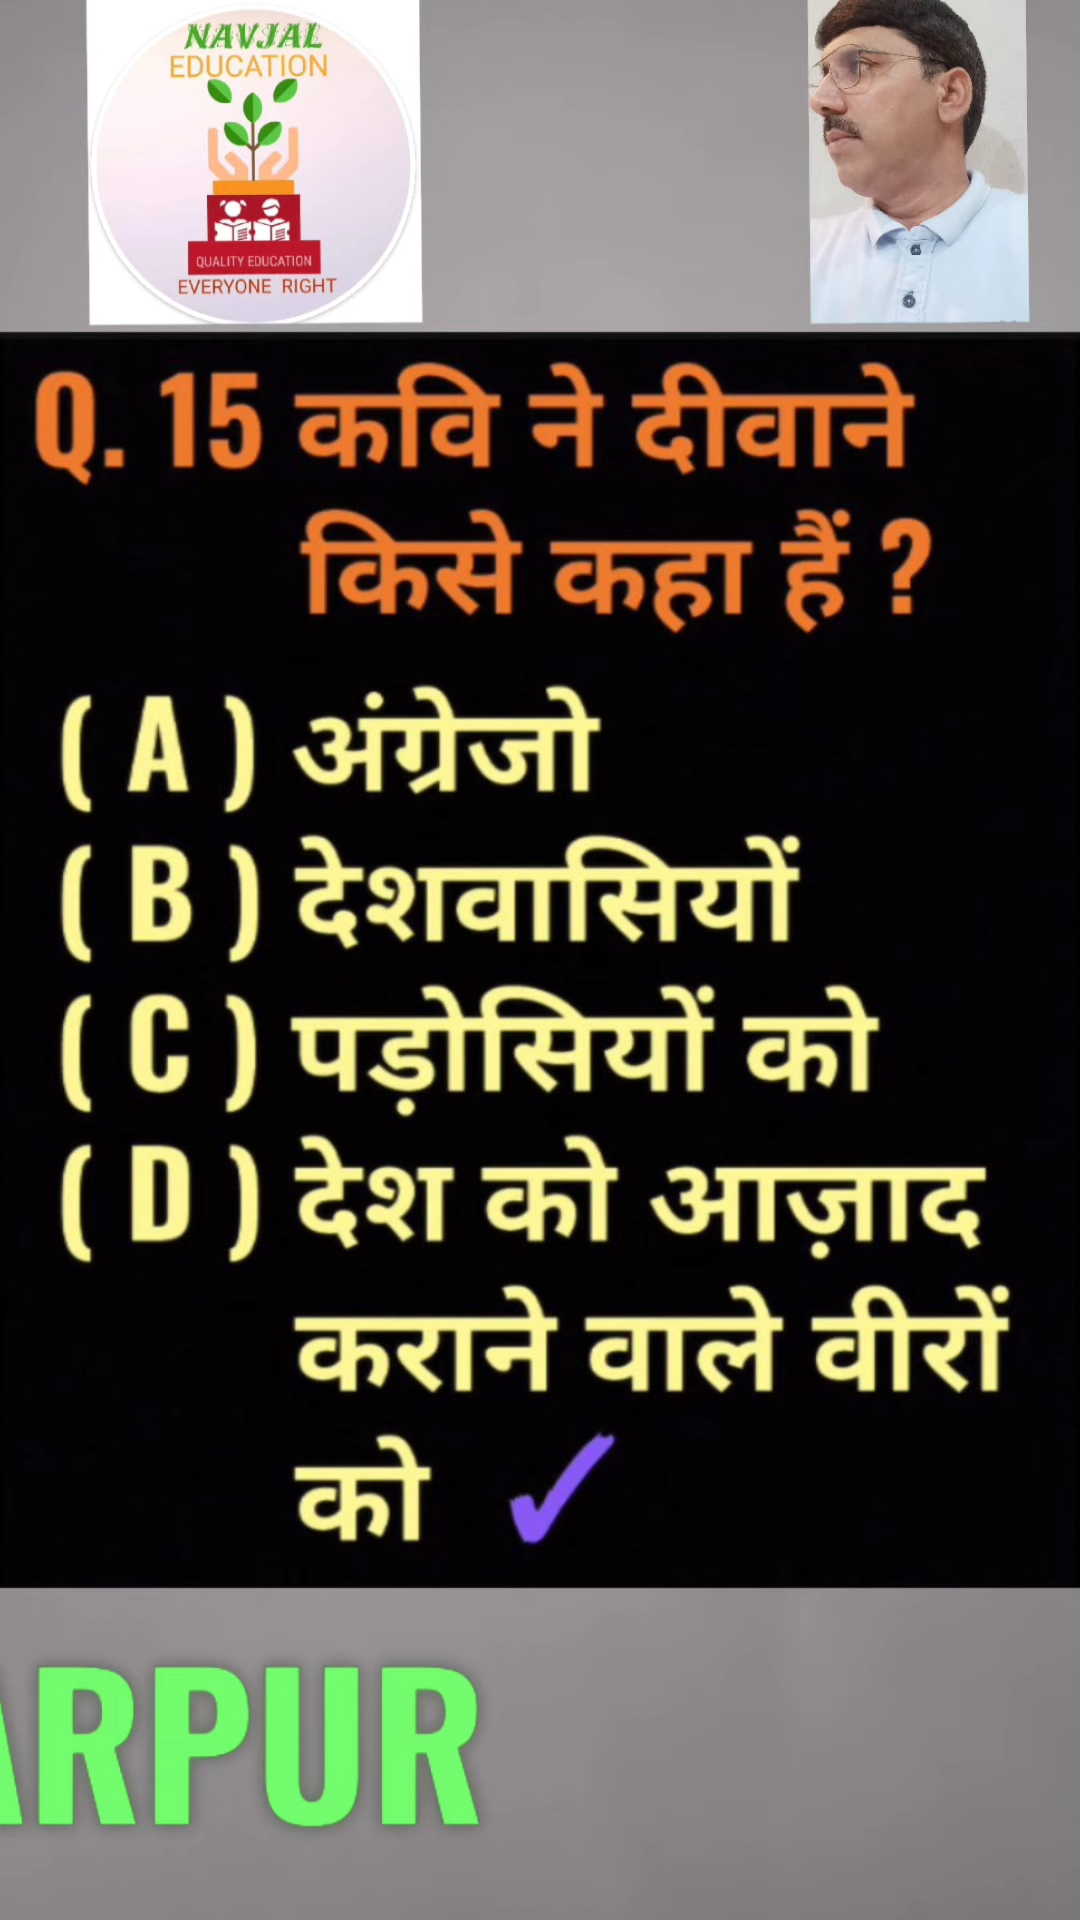 NAVJAL
EDUCATION
QUALITY EDUCATION
EVERYONE RIGHT
Q. 15 कवि ने दीवाने
किसे कहा हैं ?
( A ) अंग्रेजो
( B ) देशवासियों
( C ) पड़ोसियों को
( D ) देश को आज़ाद
कराने वाले वीरों
को ✓
ARPUR